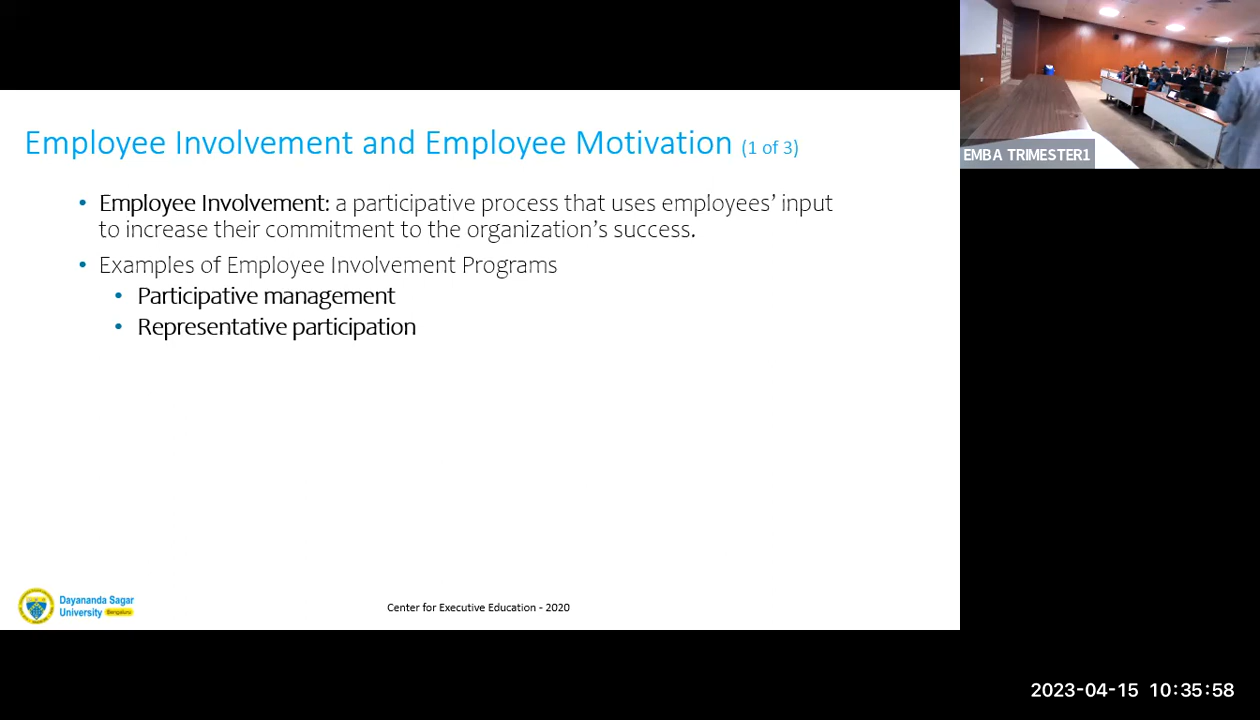 EMBA TRIMESTER1
Employee Involvement and Employee Motivation (1 of 3)
• Employee Involvement: a participative process that uses employees’ input
to increase their commitment to the organization’s success.
• Examples of Employee Involvement Programs
• Participative management
• Representative participation
Dayananda Sagar
University Bengaluru
Center for Executive Education - 2020
2023-04-15 10:35:58